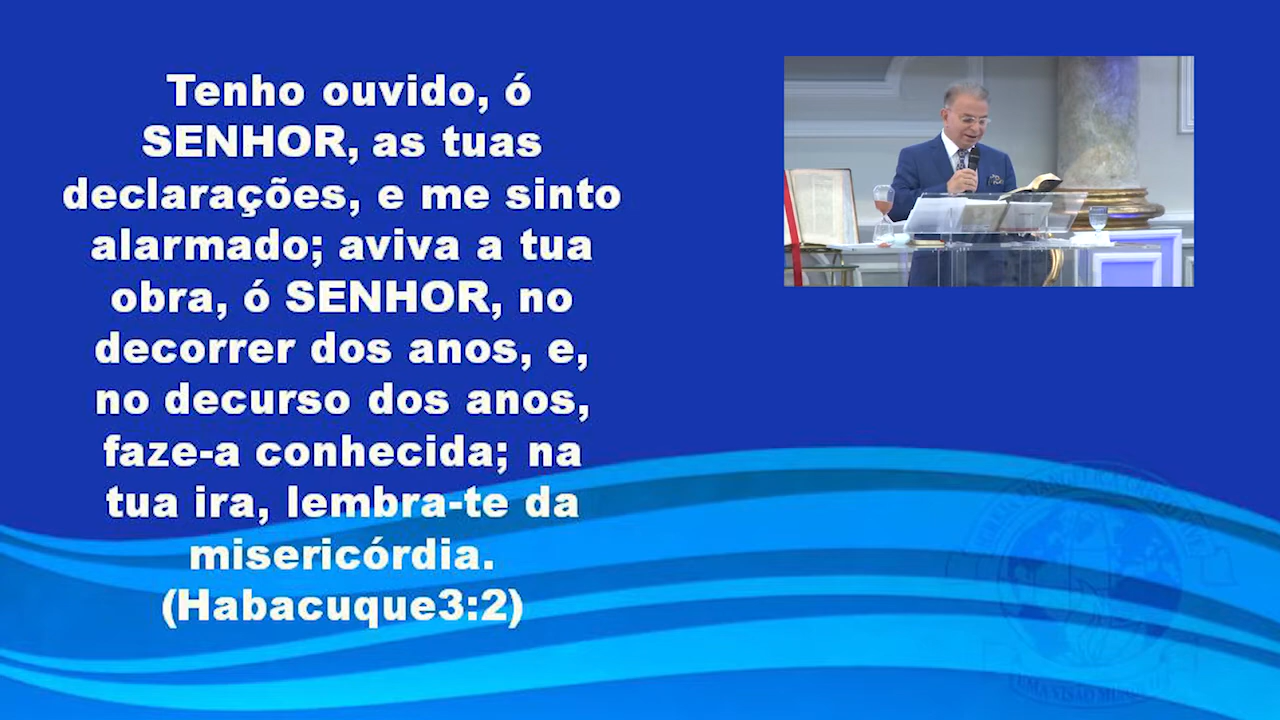 Tenho ouvido, ó
SENHOR, as tuas
declarações, e me sinto
alarmado; aviva a tua
obra, ó SENHOR, no
decorrer dos anos, e,
no decurso dos anos,
faze-a conhecida; na
tua ira, lembra-te da
misericórdia.
(Habacuque3:2)